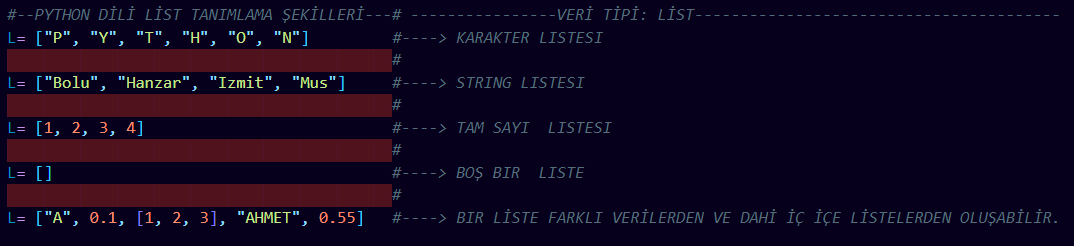 #--PYTHON DİLİ LİST TANIMLAMA ŞEKİLLERİ---# ----------------VERİ TİPİ: LİST----------------------------------------
L= ["P", "Y", "T", "H", "O", "N"] #----> KARAKTER LISTESI
#
L= ["Bolu", "Hanzar", "Izmit", "Mus"] #----> STRING LISTESI
#
L= [1, 2, 3, 4] #----> TAM SAYI  LISTESI
#
L= [] #----> BOŞ BIR  LISTE
#
L= ["A", 0.1, [1, 2, 3], "AHMET", 0.55] #----> BIR LİSTE FARKLI VERİLERDEN VE DAHİ İÇ İÇE LİSTELERDEN OLUŞABİLİR.